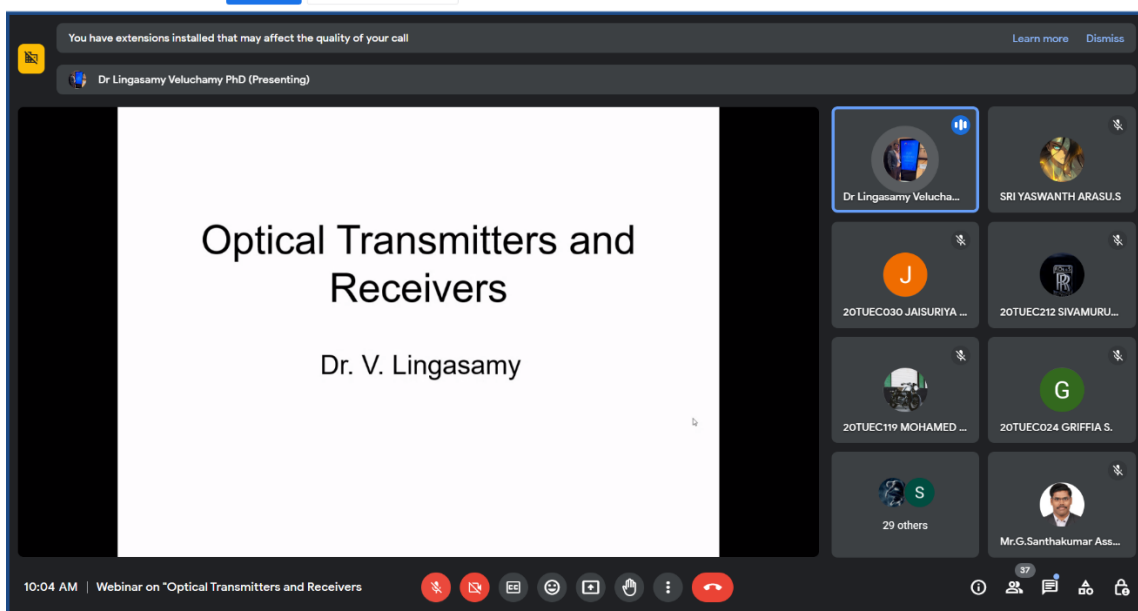 You have extensions installed that may affect the quality of your call
Learn more Dismiss
Dr Lingasamy Veluchamy PhD (Presenting)
Optical Transmitters and
Receivers
Dr. V. Lingasamy
Dr Lingasamy Velucha...
SRI YASWANTH ARASU.S
J
20TUEC030 JAISURIYA ...
20TUEC212 SIVAMURU...
20TUEC119 MOHAMED ...
G
20TUEC024 GRIFFIA S.
S
29 others
Mr.G.Santhakumar Ass...
10:04 AM | Webinar on "Optical Transmitters and Receivers
CC
37